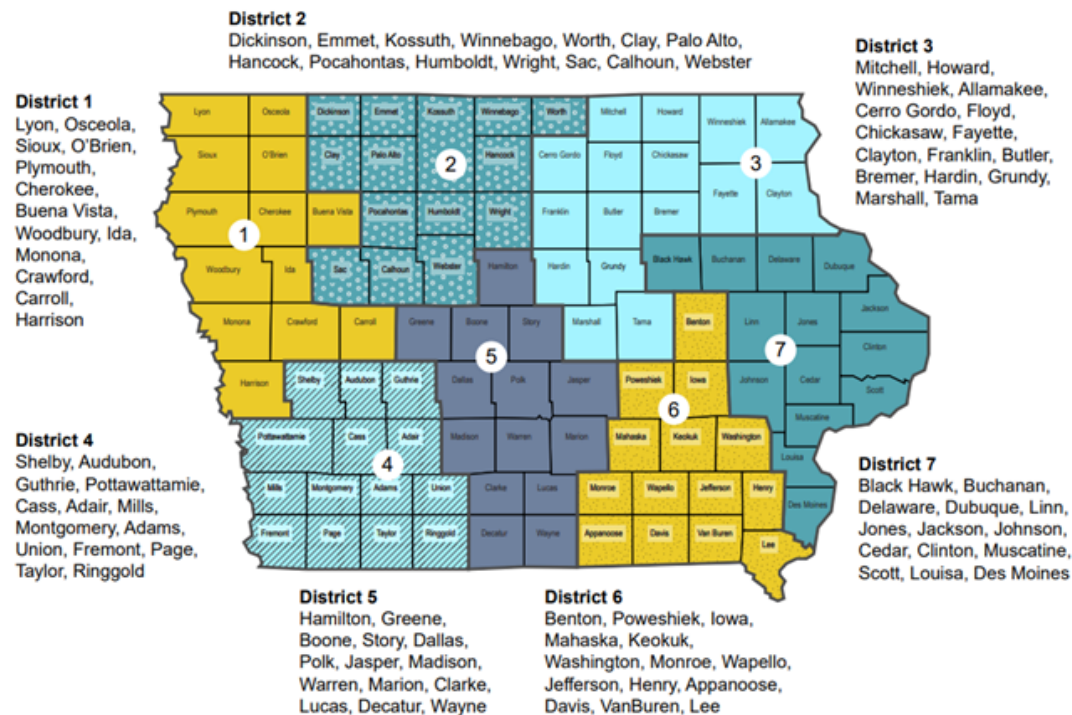 District 2
Dickinson, Emmet, Kossuth, Winnebago, Worth, Clay, Palo Alto,
Hancock, Pocahontas, Humboldt, Wright, Sac, Calhoun, Webster
District 3
Mitchell, Howard,
Winneshiek, Allamakee,
Cerro Gordo, Floyd,
Chickasaw, Fayette,
Clayton, Franklin, Butler,
Bremer, Hardin, Grundy,
Marshall, Tama
District 1
Lyon, Osceola,
Sioux, O'Brien,
Plymouth,
Cherokee,
Buena Vista,
Woodbury, Ida,
Monona,
Crawford,
Carroll,
Harrison
Lyon Osceola Dickinson Emmet Kossuth Winnebago Worth Mitchell Howard Winneshiek Allamakee
Sioux O'Brien Clay Palo Alto 2 Hancock Cerro Gordo Floyd Chickasaw 3
Fayette Clayton
Plymouth Cherokee Buena Vista Pocahontas Humboldt Wright Franklin Butler Bremer
1
Woodbury Ida Sac Calhoun Webster Hamilton Hardin Grundy Black Hawk Buchanan Delaware Dubuque
Monona Crawford Carroll Greene Boone Story Marshall Tama Benton Linn Jones Jackson
5 7 Clinton
Harrison Shelby Audubon Guthrie Dallas Polk Jasper Poweshiek Iowa Johnson Cedar Scott
6 Muscatine
Pottawattamie Cass Adair Madison Warren Marion Mahaska Keokuk Washington Louisa
4
Mills Montgomery Adams Union Clarke Lucas Monroe Wapello Jefferson Henry Des Moines
Fremont Page Taylor Ringgold Decatur Wayne Appanoose Davis Van Buren Lee
District 4
Shelby, Audubon,
Guthrie, Pottawattamie,
Cass, Adair, Mills,
Montgomery, Adams,
Union, Fremont, Page,
Taylor, Ringgold
District 7
Black Hawk, Buchanan,
Delaware, Dubuque, Linn,
Jones, Jackson, Johnson,
Cedar, Clinton, Muscatine,
Scott, Louisa, Des Moines
District 5
Hamilton, Greene,
Boone, Story, Dallas,
Polk, Jasper, Madison,
Warren, Marion, Clarke,
Lucas, Decatur, Wayne
District 6
Benton, Poweshiek, Iowa,
Mahaska, Keokuk,
Washington, Monroe, Wapello,
Jefferson, Henry, Appanoose,
Davis, VanBuren, Lee